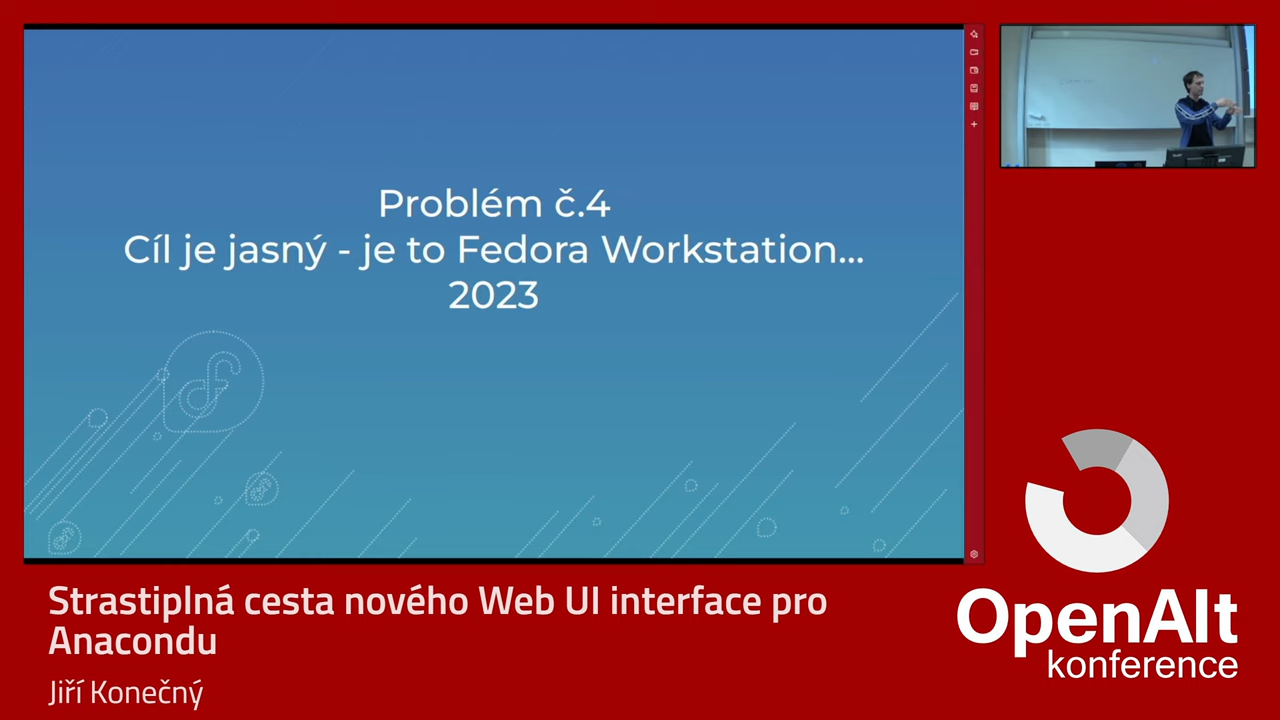 Problém č.4
Cíl je jasný - je to Fedora Workstation...
2023
Strastiplná cesta nového Web UI interface pro
Anacondu
Jiří Konečný
OpenAlt
konference